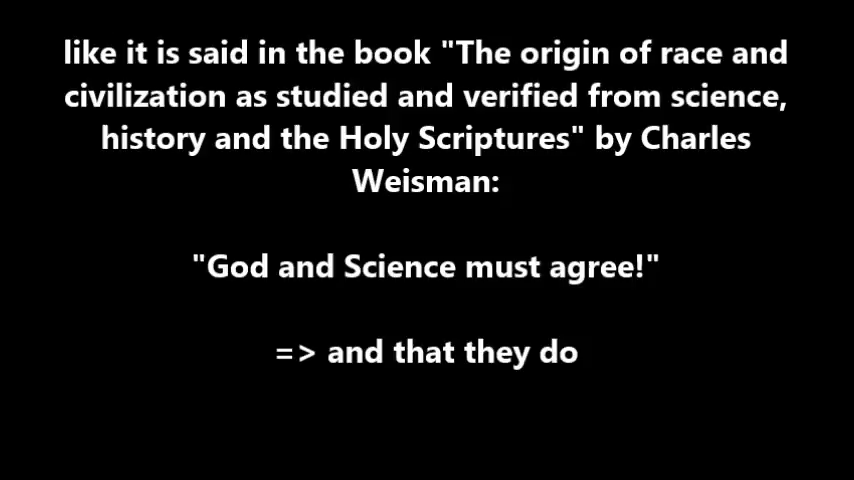 like it is said in the book "The origin of race and
civilization as studied and verified from science,
history and the Holy Scriptures" by Charles
Weisman:
"God and Science must agree!"
=> and that they do